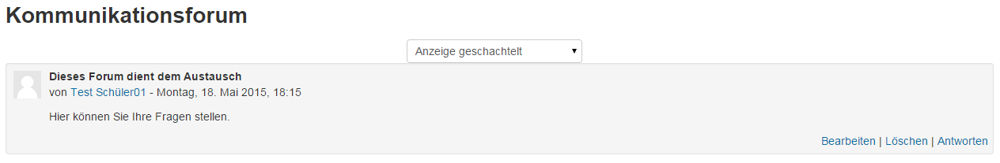 Kommunikationsforum
Anzeige geschachtelt
Dieses Forum dient dem Austausch
von Test Schüler01 - Montag, 18. Mai 2015, 18:15
Hier können Sie Ihre Fragen stellen.
Bearbeiten | Löschen | Antworten